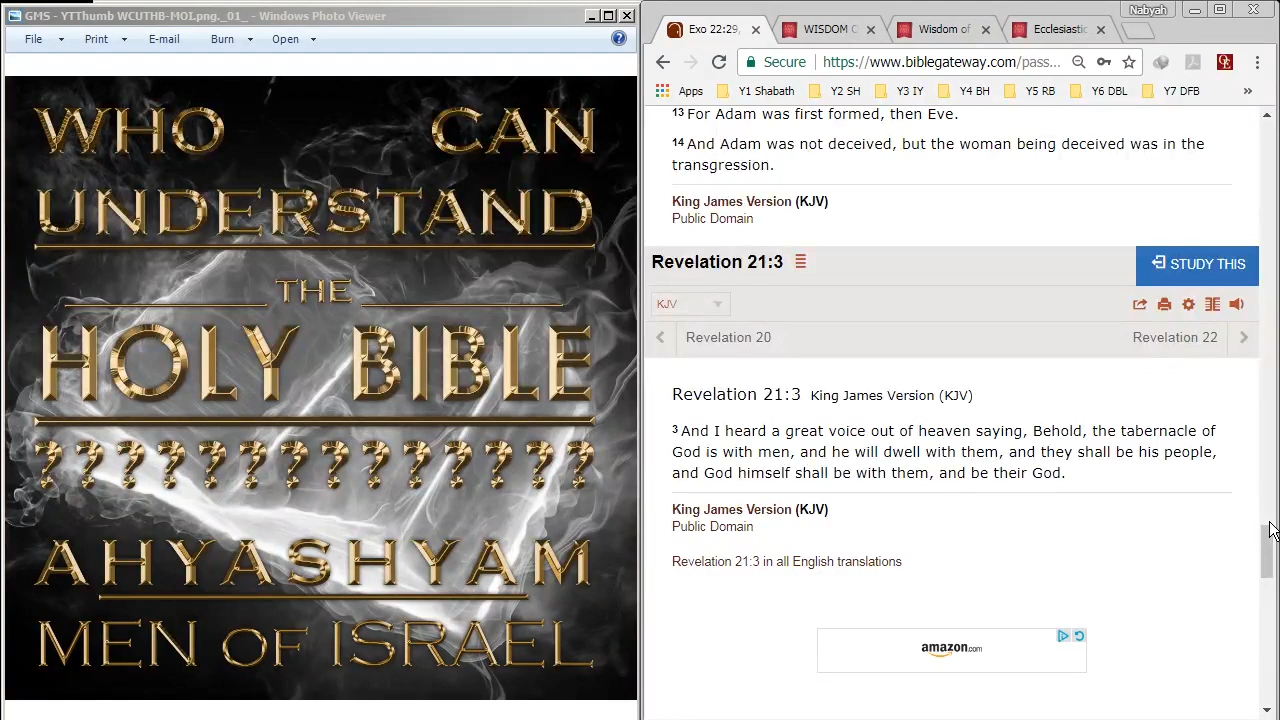 GMS - YTThumb WCUTHB-MOI.png._01_ - Windows Photo Viewer
File Print E-mail Burn Open
WHO CAN
UNDERSTAND
THE
HOLY BIBLE
??????????????
AHYASHYAM
MEN OF ISRAEL
Nabyah
Exo 22:29, WISDOM O Wisdom of Ecclesiastic
Secure https://www.biblegateway.com/pass...
Apps Y1 Shabath Y2 SH Y3 IY Y4 BH Y5 RB Y6 DBL Y7 DFB »
13 For Adam was first formed, then Eve.
14 And Adam was not deceived, but the woman being deceived was in the
transgression.
King James Version (KJV)
Public Domain
Revelation 21:3
STUDY THIS
KJV
Revelation 20 Revelation 22
Revelation 21:3 King James Version (KJV)
3 And I heard a great voice out of heaven saying, Behold, the tabernacle of
God is with men, and he will dwell with them, and they shall be his people,
and God himself shall be with them, and be their God.
King James Version (KJV)
Public Domain
Revelation 21:3 in all English translations
amazon.com